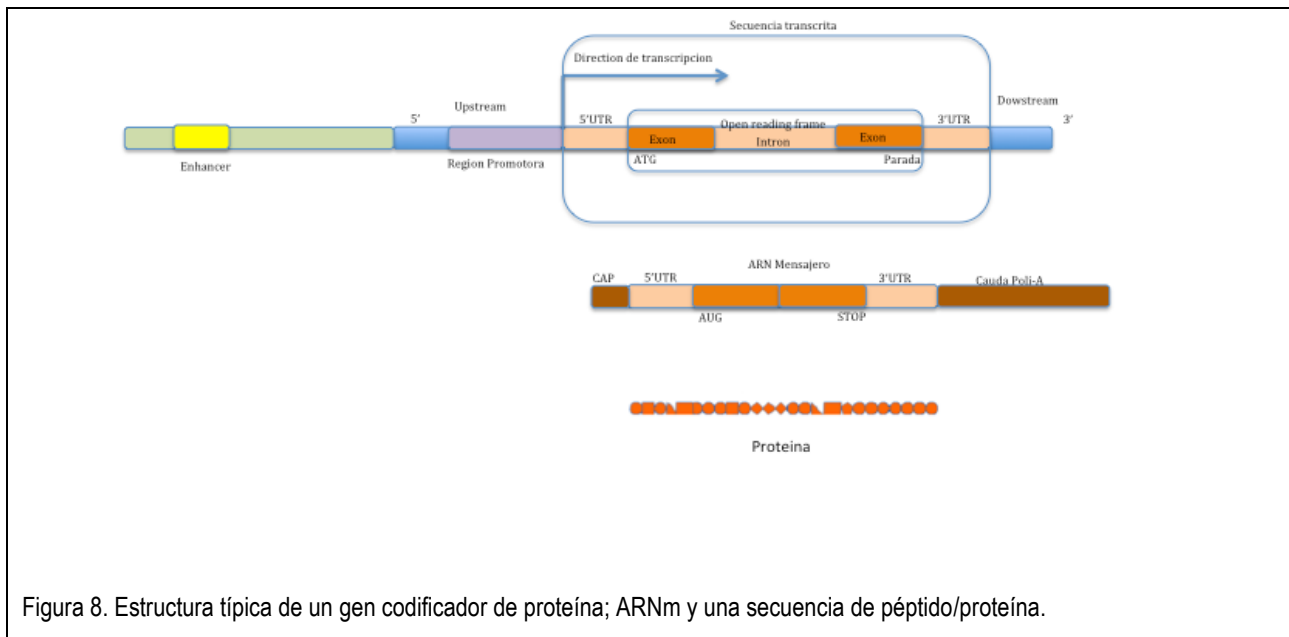 Secuencia transcrita
Direction de transcripcion
Upstream
Dowstream
5'
5'UTR
Open reading frame
3'UTR
3'
Exon
Intron
Exon
Enhancer
Region Promotora
ATG
Parada
ARN Mensajero
CAP
5'UTR
3'UTR
Cauda Poli-A
AUG
STOP
Proteina
Figura 8. Estructura típica de un gen codificador de proteína; ARNm y una secuencia de péptido/proteína.